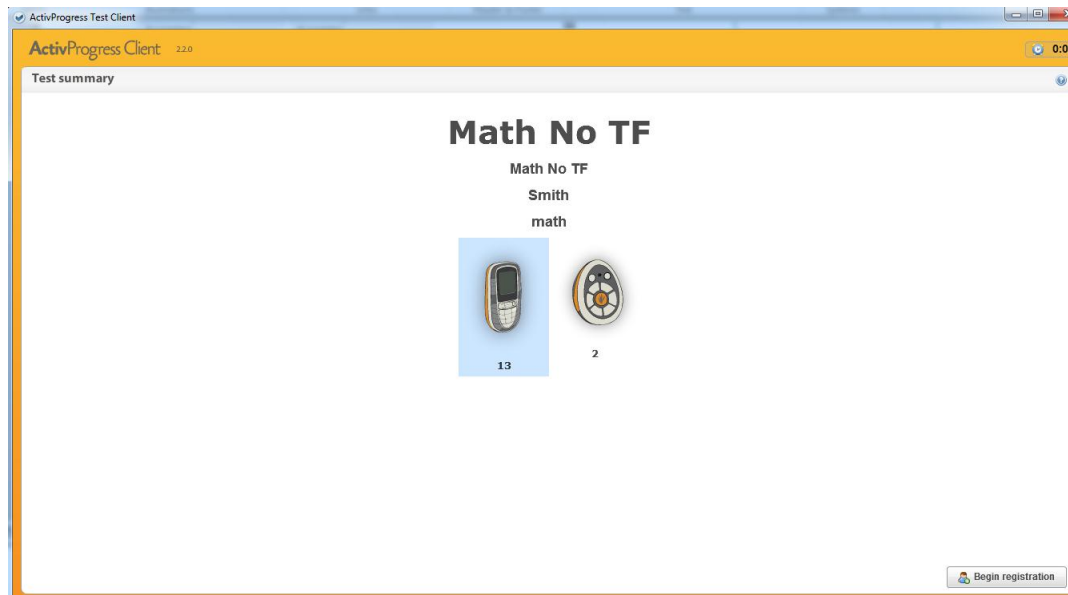 ActivProgress Test Client
ActivProgress Client 2.2.0
0:0
Test summary
Math No TF
Math No TF
Smith
math
13
2
Begin registration